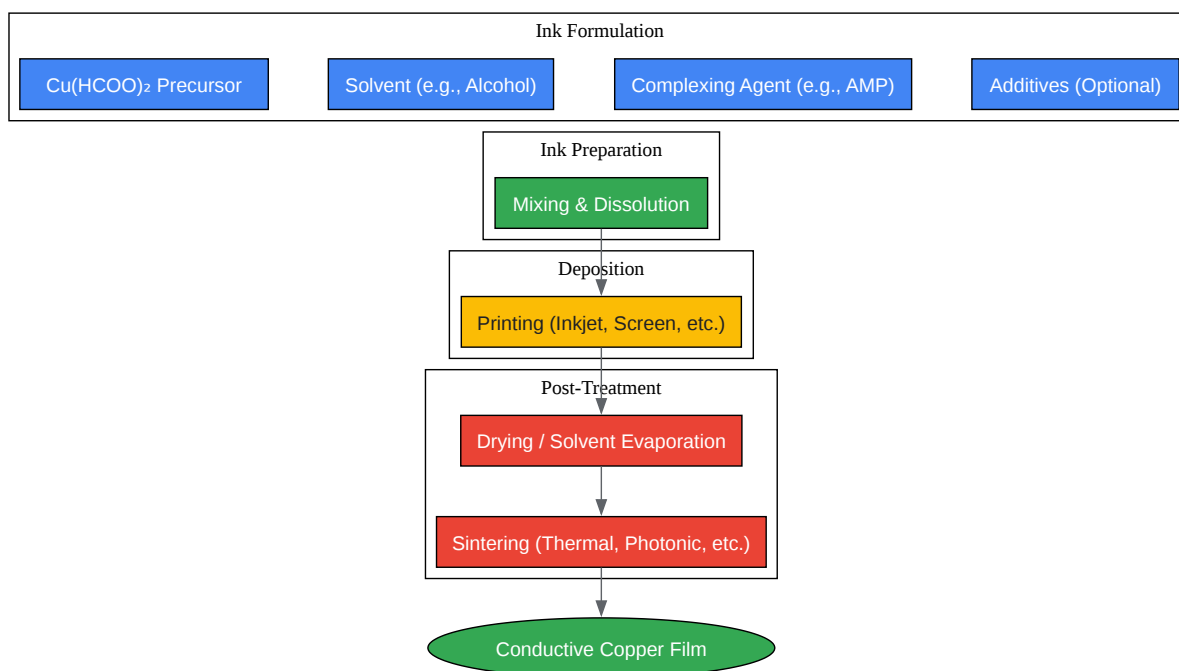 Ink Formulation
Cu(HCOO)₂ Precursor
Solvent (e.g., Alcohol)
Complexing Agent (e.g., AMP)
Additives (Optional)
Ink Preparation
Mixing & Dissolution
Deposition
Printing (Inkjet, Screen, etc.)
Post-Treatment
Drying / Solvent Evaporation
Sintering (Thermal, Photonic, etc.)
Conductive Copper Film